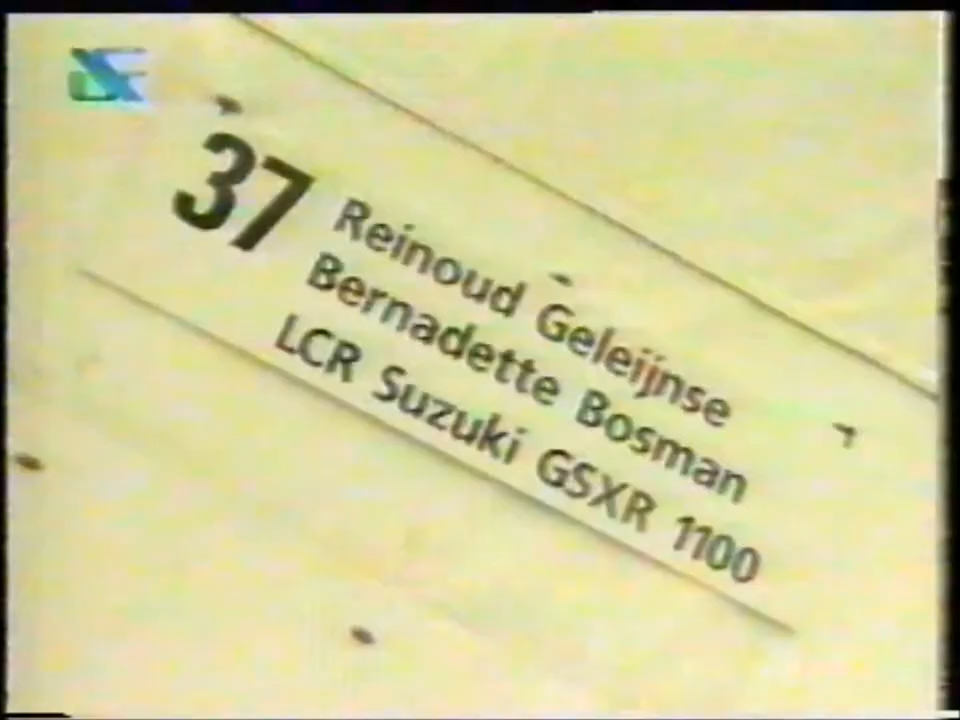 37
Reinoud Geleijnse
Bernadette Bosman
LCR Suzuki GSXR 1100